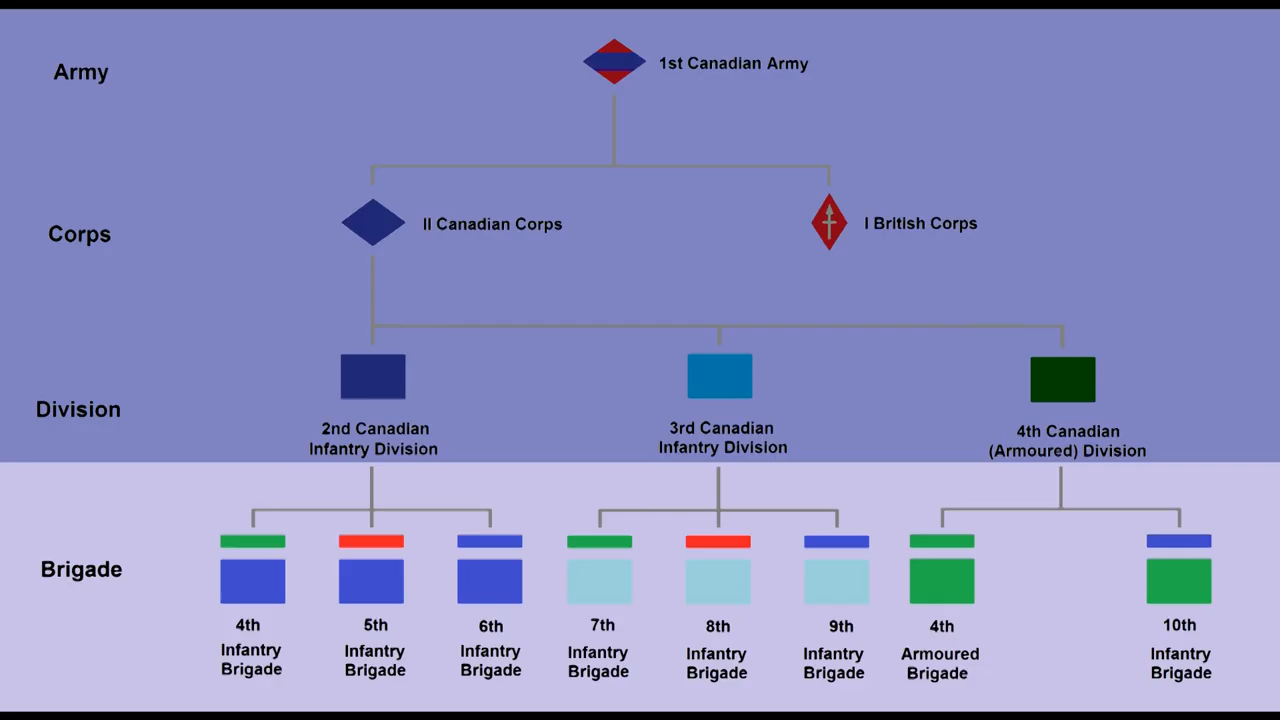 Army
1st Canadian Army
Corps
II Canadian Corps
I British Corps
Division
2nd Canadian
Infantry Division
3rd Canadian
Infantry Division
4th Canadian
(Armoured) Division
Brigade
4th
Infantry
Brigade
5th
Infantry
Brigade
6th
Infantry
Brigade
7th
Infantry
Brigade
8th
Infantry
Brigade
9th
Infantry
Brigade
4th
Armoured
Brigade
10th
Infantry
Brigade